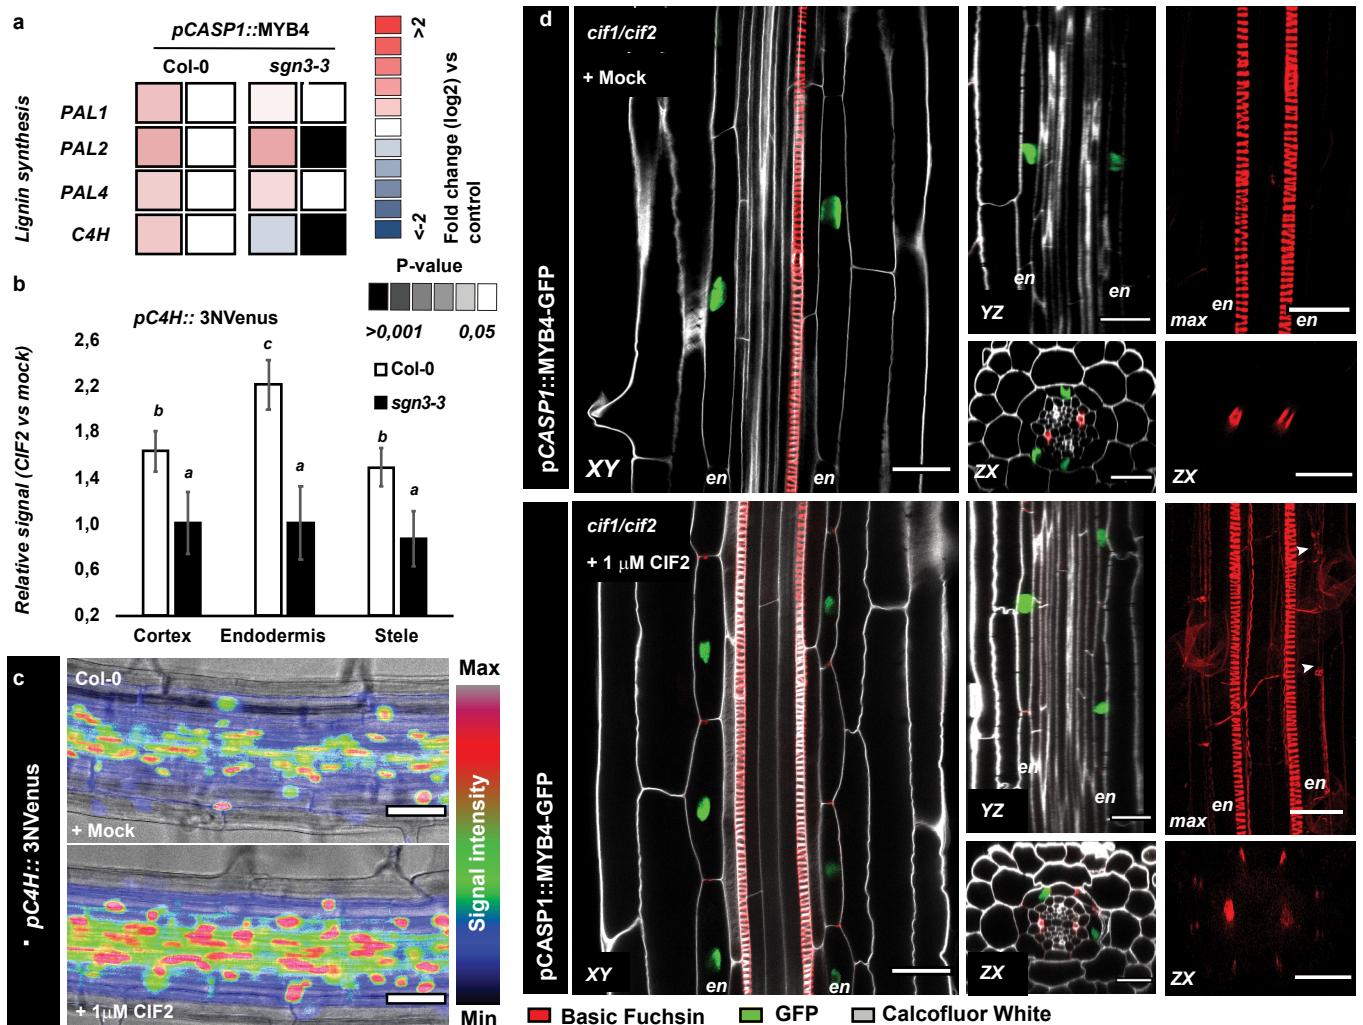 a
pCASP1::MYB4
Col-0
sgn3-3
Lignin synthesis
PAL1
PAL2
PAL4
C4H
>2
<-2
Fold change (log2) vs
control
P-value
>0,001
0,05
b
pC4H:: 3NVenus
Col-0
sgn3-3
Relative signal (CIF2 vs mock)
2,6
2,2
1,8
1,4
1,0
0,6
0,2
b
a
c
a
b
a
Cortex
Endodermis
Stele
c
pC4H:: 3NVenus
Col-0
+ Mock
+ 1µM CIF2
Max
Signal intensity
Min
d
pCASP1::MYB4-GFP
cif1/cif2
+ Mock
XY
en
en
YZ
en
en
max
en
en
ZX
ZX
pCASP1::MYB4-GFP
cif1/cif2
+ 1 µM CIF2
XY
en
en
YZ
en
en
max
en
en
ZX
ZX
Basic Fuchsin
GFP
Calcofluor White